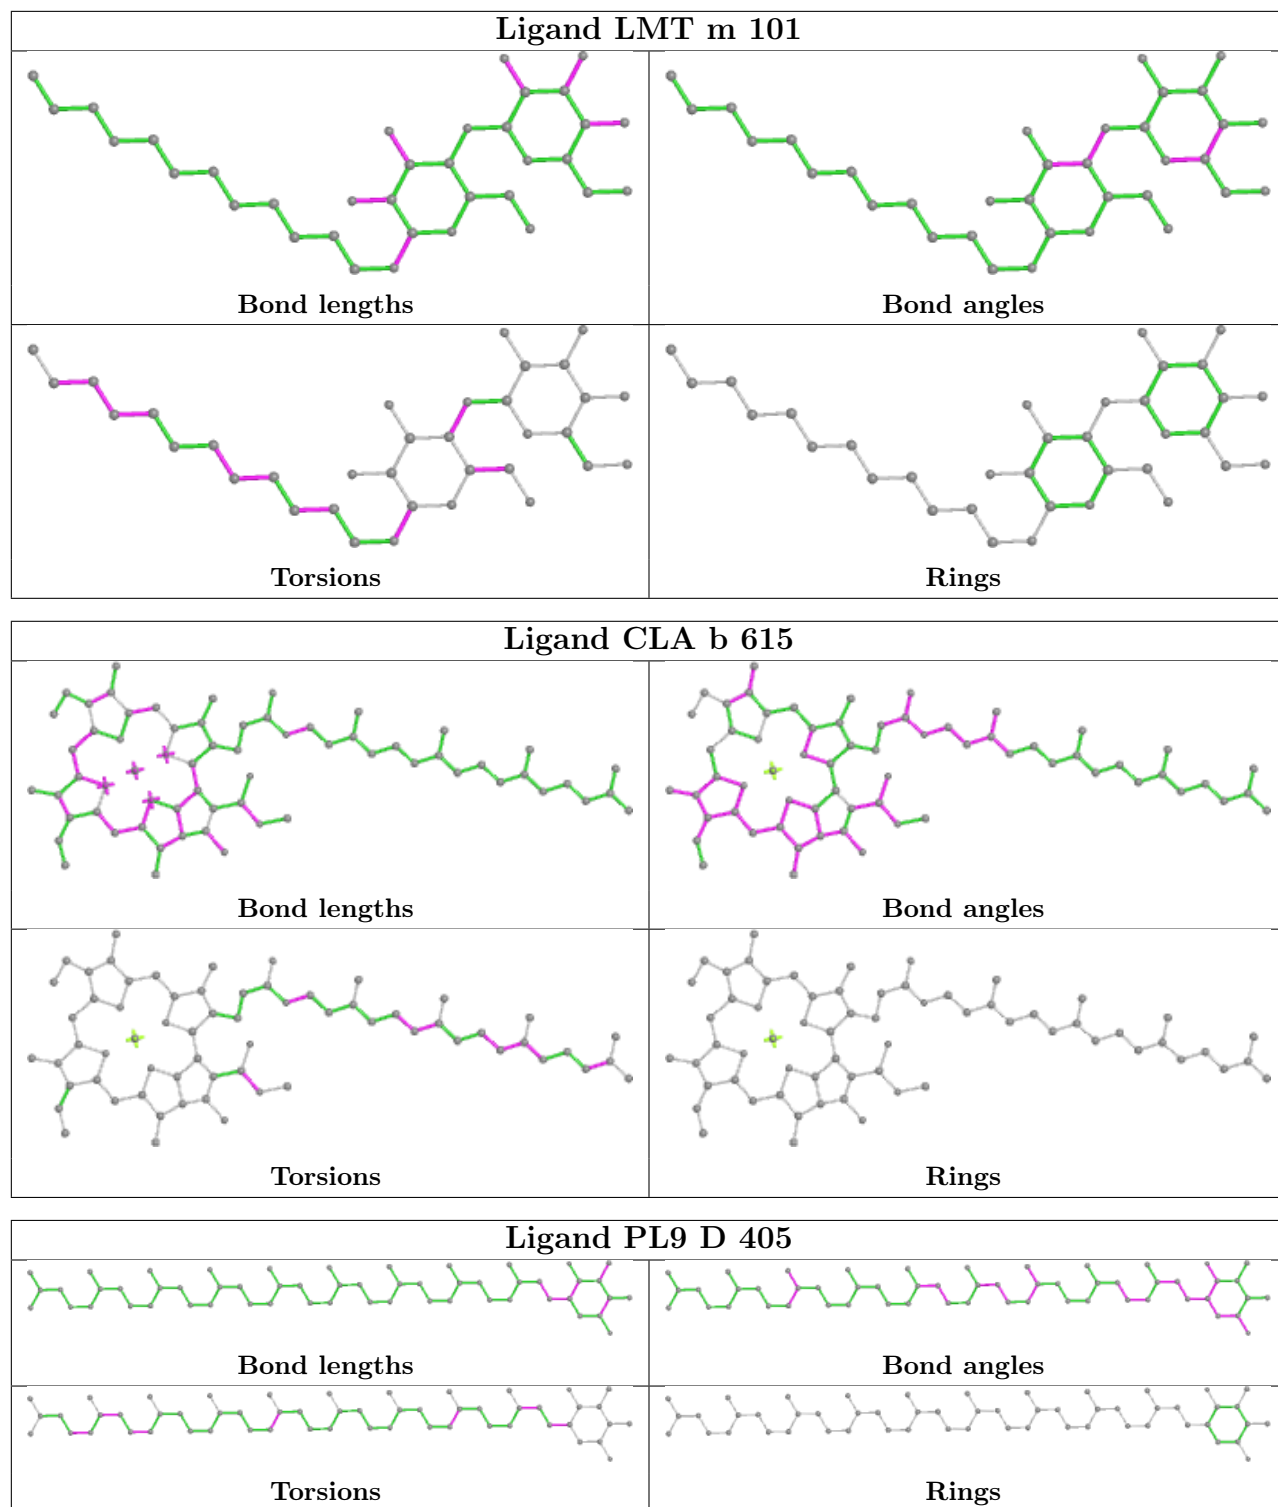 Ligand LMT m 101
Bond lengths
Bond angles
Torsions
Rings
Ligand CLA b 615
Bond lengths
Bond angles
Torsions
Rings
Ligand PL9 D 405
Bond lengths
Bond angles
Torsions
Rings